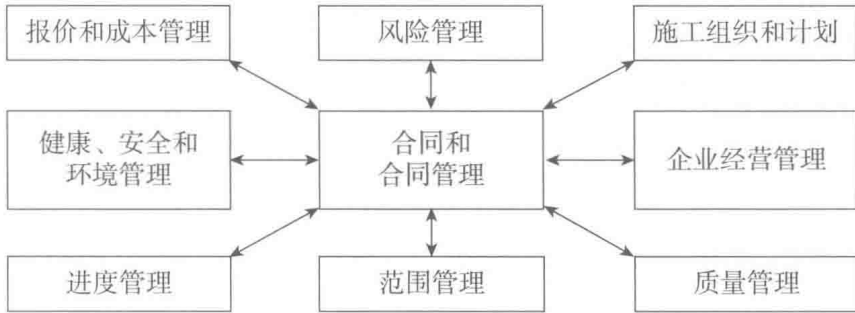 报价和成本管理
风险管理
施工组织和计划
健康、安全和
环境管理
合同和
合同管理
企业经营管理
进度管理
范围管理
质量管理